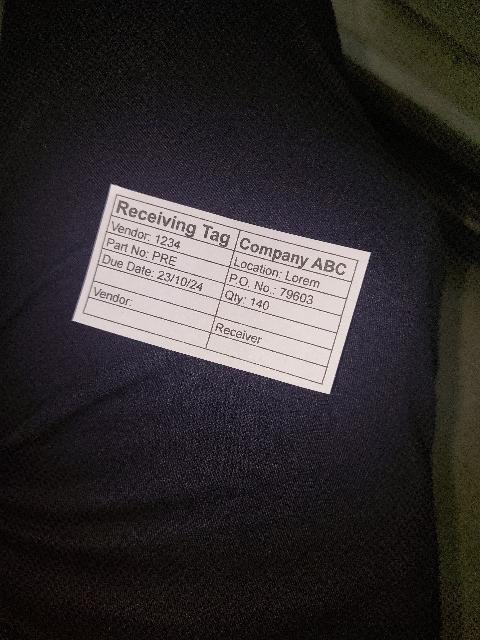 Receiving Tag Company ABC
Vendor: 1234 Location: Lorem
Part No: PRE P.O. No.: 79603
Due Date: 23/10/24 Qty: 140
Vendor: Receiver